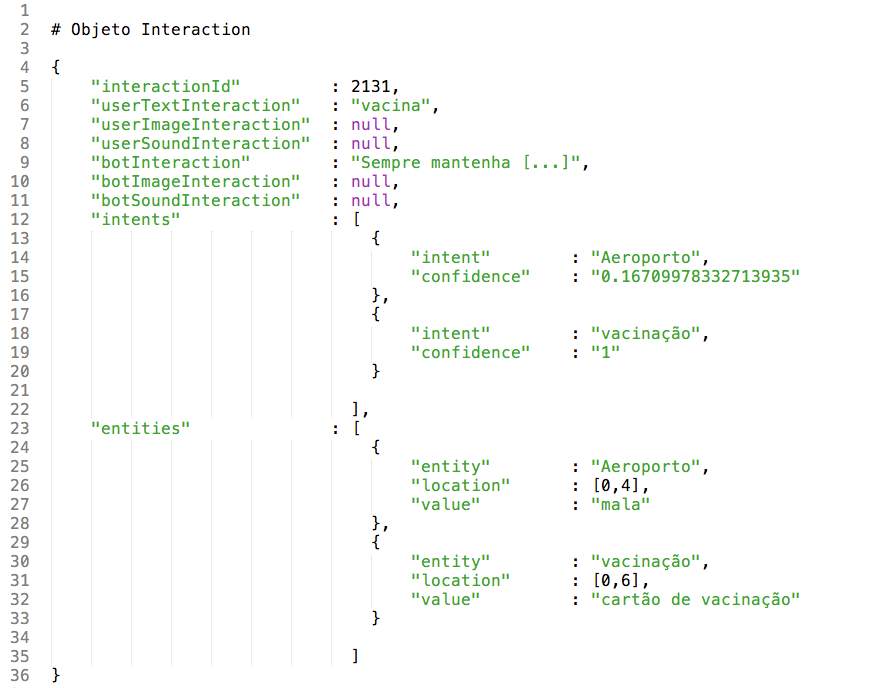 1
2 # Objeto Interaction
3
4 {
5 "interactionId" : 2131,
6 "userTextInteraction" : "vacina",
7 "userImageInteraction" : null,
8 "userSoundInteraction" : null,
9 "botInteraction" : "Sempre mantenha [...]",
10 "botImageInteraction" : null,
11 "botSoundInteraction" : null,
12 "intents" : [
13 {
14 "intent" : "Aeroporto",
15 "confidence" : "0.16709978332713935"
16 },
17 {
18 "intent" : "vacinação",
19 "confidence" : "1"
20 }
21
22 ],
23 "entities" : [
24 {
25 "entity" : "Aeroporto",
26 "location" : [0,4],
27 "value" : "mala"
28 },
29 {
30 "entity" : "vacinação",
31 "location" : [0,6],
32 "value" : "cartão de vacinação"
33 }
34
35 ]
36 }